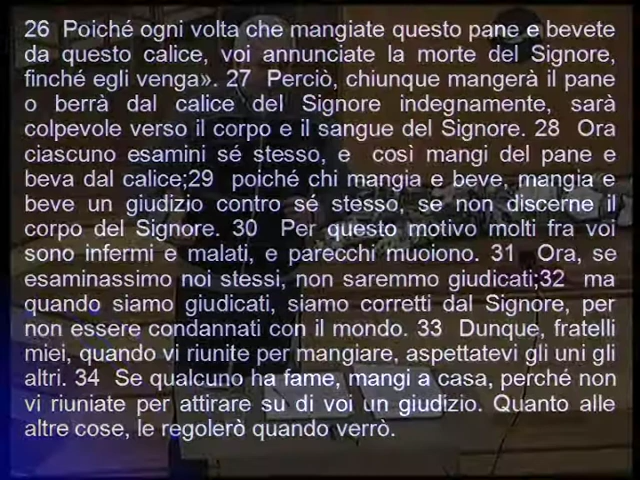 26 Poiché ogni volta che mangiate questo pane e bevete
da questo calice, voi annunciate la morte del Signore,
finché egli venga». 27 Perciò, chiunque mangerà il pane
o berrà dal calice del Signore indegnamente, sarà
colpevole verso il corpo e il sangue del Signore. 28 Ora
ciascuno esamini sé stesso, e così mangi del pane e
beva dal calice;29 poiché chi mangia e beve, mangia e
beve un giudizio contro sé stesso, se non discerne il
corpo del Signore. 30 Per questo motivo molti fra voi
sono infermi e malati, e parecchi muoiono. 31 Ora, se
esaminassimo noi stessi, non saremmo giudicati;32 ma
quando siamo giudicati, siamo corretti dal Signore, per
non essere condannati con il mondo. 33 Dunque, fratelli
miei, quando vi riunite per mangiare, aspettatevi gli uni gli
altri. 34 Se qualcuno ha fame, mangi a casa, perché non
vi riuniate per attirare su di voi un giudizio. Quanto alle
altre cose, le regolerò quando verrò.